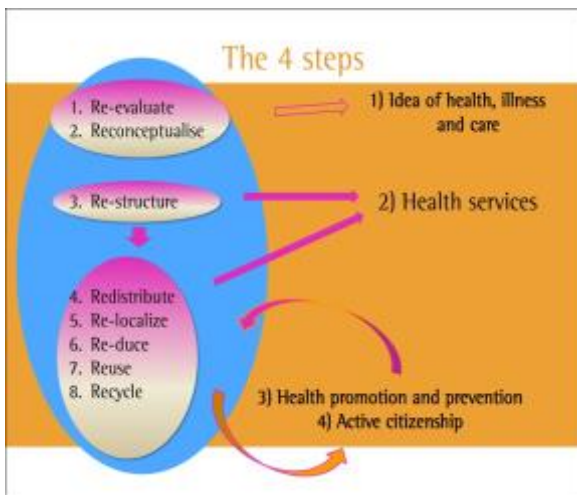 The 4 steps
1. Re-evaluate
2. Reconceptualise
1) Idea of health, illness
and care
3. Re-structure
2) Health services
4. Redistribute
5. Re-localize
6. Re-duce
7. Reuse
8. Recycle
3) Health promotion and prevention
4) Active citizenship